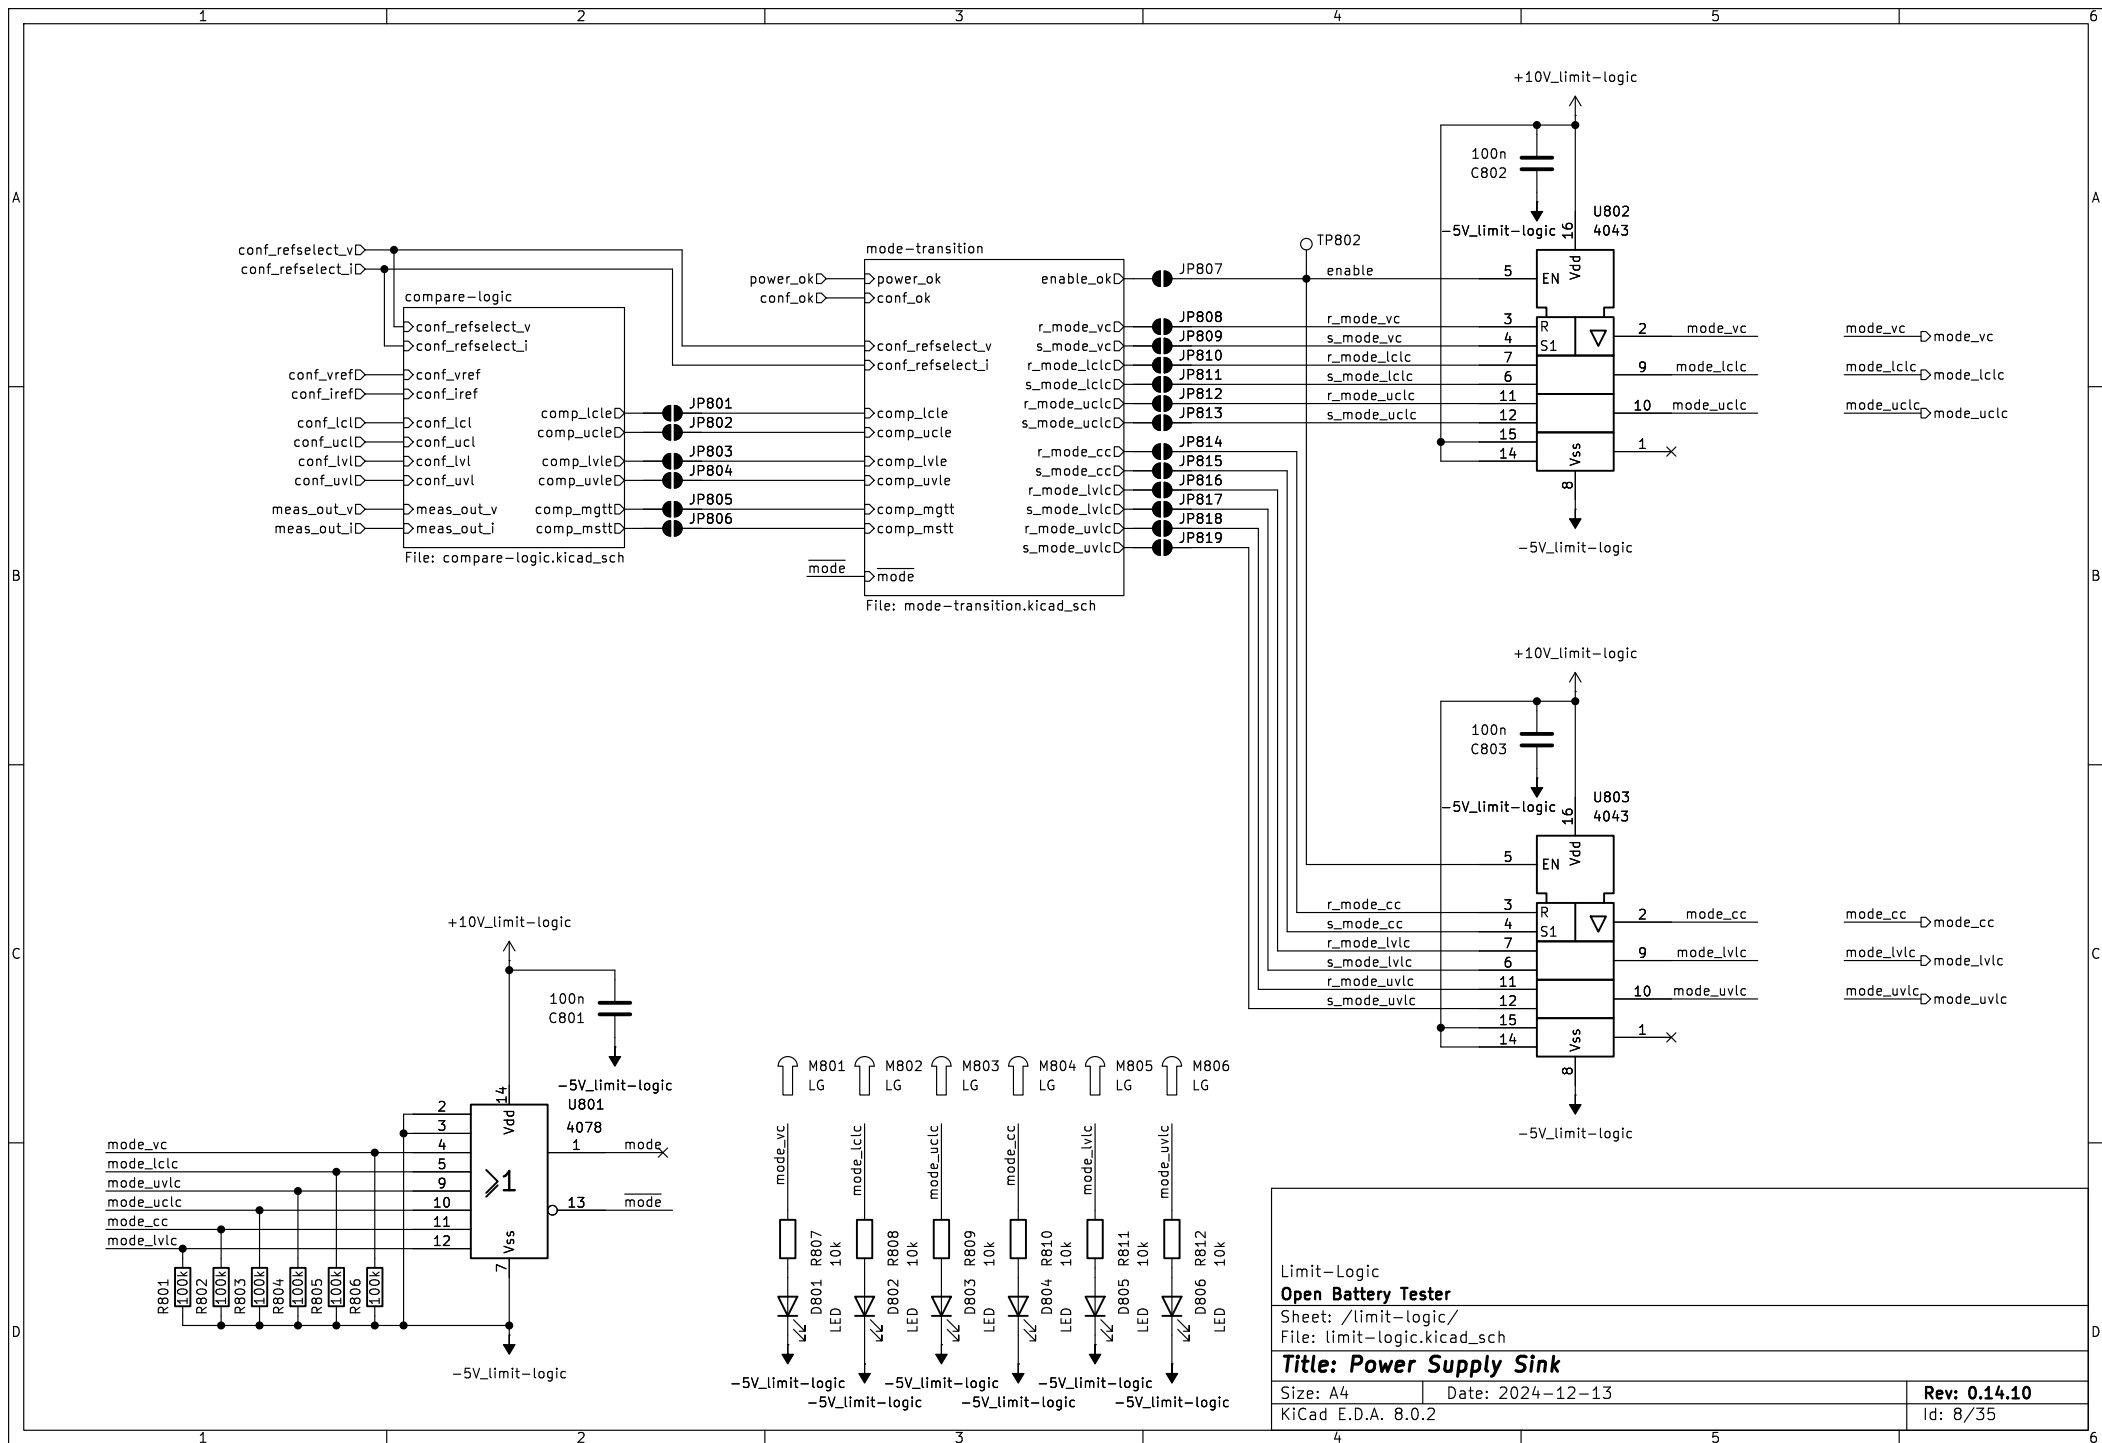 1 2 3 4 5 6
A
B
C
D
A
B
C
D
1 2 3 4 5 6
conf_refselect_v
conf_refselect_i
compare-logic
conf_refselect_v
conf_refselect_i
conf_vref conf_vref
conf_iref conf_iref
conf_lcl conf_lcl
conf_ucl conf_ucl
conf_lvl conf_lvl
conf_uvl conf_uvl
meas_out_v meas_out_v
meas_out_i meas_out_i
comp_lcle JP801
comp_ucle JP802
comp_lvle JP803
comp_uvle JP804
comp_mgtt JP805
comp_mstt JP806
File: compare-logic.kicad_sch
mode-transition
power_ok power_ok
conf_ok conf_ok
conf_refselect_v
conf_refselect_i
comp_lcle
comp_ucle
comp_lvle
comp_uvle
comp_mgtt
comp_mstt
mode mode
File: mode-transition.kicad_sch
enable_ok JP807
r_mode_vc JP808
s_mode_vc JP809
r_mode_lclc JP810
s_mode_lclc JP811
r_mode_uclc JP812
s_mode_uclc JP813
r_mode_cc JP814
s_mode_cc JP815
r_mode_lvlc JP816
s_mode_lvlc JP817
r_mode_uvlc JP818
s_mode_uvlc JP819
TP802
+10V_limit-logic
100n
C802
-5V_limit-logic
U802
4043
16
Vdd
enable 5 EN
r_mode_vc 3 R
s_mode_vc 4 S1
r_mode_lclc 7
s_mode_lclc 6
r_mode_uclc 11
s_mode_uclc 12
15
14
Vss
8
-5V_limit-logic
2 mode_vc
9 mode_lclc
10 mode_uclc
1
mode_vc mode_vc
mode_lclc mode_lclc
mode_uclc mode_uclc
+10V_limit-logic
100n
C803
-5V_limit-logic
U803
4043
16
Vdd
5 EN
r_mode_cc 3 R
s_mode_cc 4 S1
r_mode_lvlc 7
s_mode_lvlc 6
r_mode_uvlc 11
s_mode_uvlc 12
15
14
Vss
8
-5V_limit-logic
2 mode_cc
9 mode_lvlc
10 mode_uvlc
1
mode_cc mode_cc
mode_lvlc mode_lvlc
mode_uvlc mode_uvlc
+10V_limit-logic
100n
C801
-5V_limit-logic
U801
4078
14
Vdd
2
3
mode_vc 4
mode_lclc 5
mode_uvlc 9
mode_uclc 10
mode_cc 11
mode_lvlc 12
≥1
1 mode
13 mode
Vss
7
R801 100k
R802 100k
R803 100k
R804 100k
R805 100k
R806 100k
-5V_limit-logic
M801 LG
M802 LG
M803 LG
M804 LG
M805 LG
M806 LG
mode_vc
mode_lclc
mode_uclc
mode_cc
mode_lvlc
mode_uvlc
R807 10k
R808 10k
R809 10k
R810 10k
R811 10k
R812 10k
D801 LED
D802 LED
D803 LED
D804 LED
D805 LED
D806 LED
-5V_limit-logic
-5V_limit-logic
-5V_limit-logic
-5V_limit-logic
-5V_limit-logic
-5V_limit-logic
Limit-Logic
Open Battery Tester
Sheet: /limit-logic/
File: limit-logic.kicad_sch
Title: Power Supply Sink
Size: A4 Date: 2024-12-13 Rev: 0.14.10
KiCad E.D.A. 8.0.2 Id: 8/35